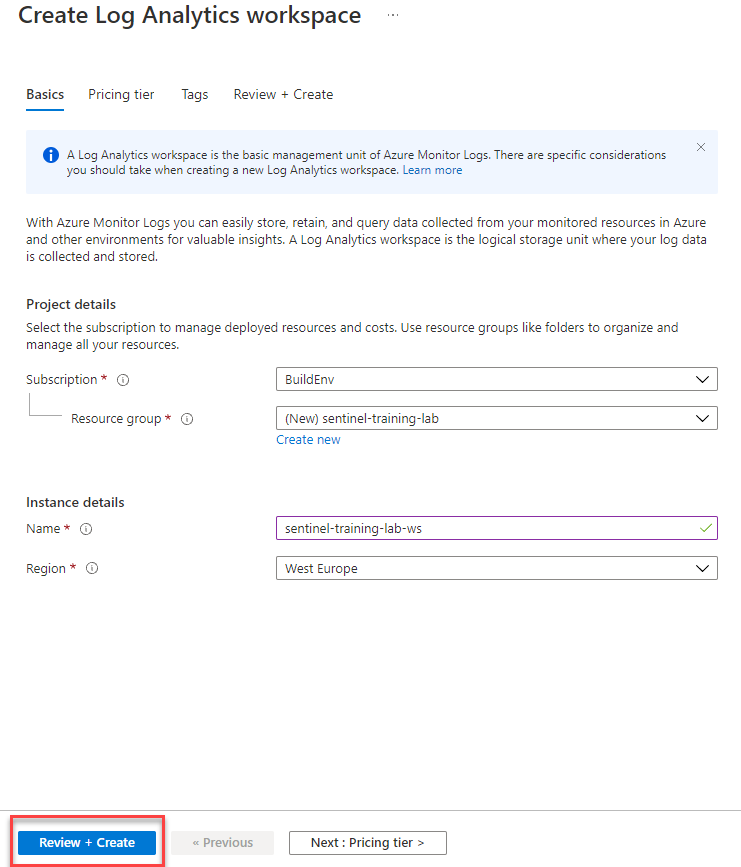 Create Log Analytics workspace ...
Basics Pricing tier Tags Review + Create
A Log Analytics workspace is the basic management unit of Azure Monitor Logs. There are specific considerations
you should take when creating a new Log Analytics workspace. Learn more
With Azure Monitor Logs you can easily store, retain, and query data collected from your monitored resources in Azure
and other environments for valuable insights. A Log Analytics workspace is the logical storage unit where your log data
is collected and stored.
Project details
Select the subscription to manage deployed resources and costs. Use resource groups like folders to organize and
manage all your resources.
Subscription * BuildEnv
Resource group * (New) sentinel-training-lab
Create new
Instance details
Name * sentinel-training-lab-ws
Region * West Europe
Review + Create « Previous Next : Pricing tier >